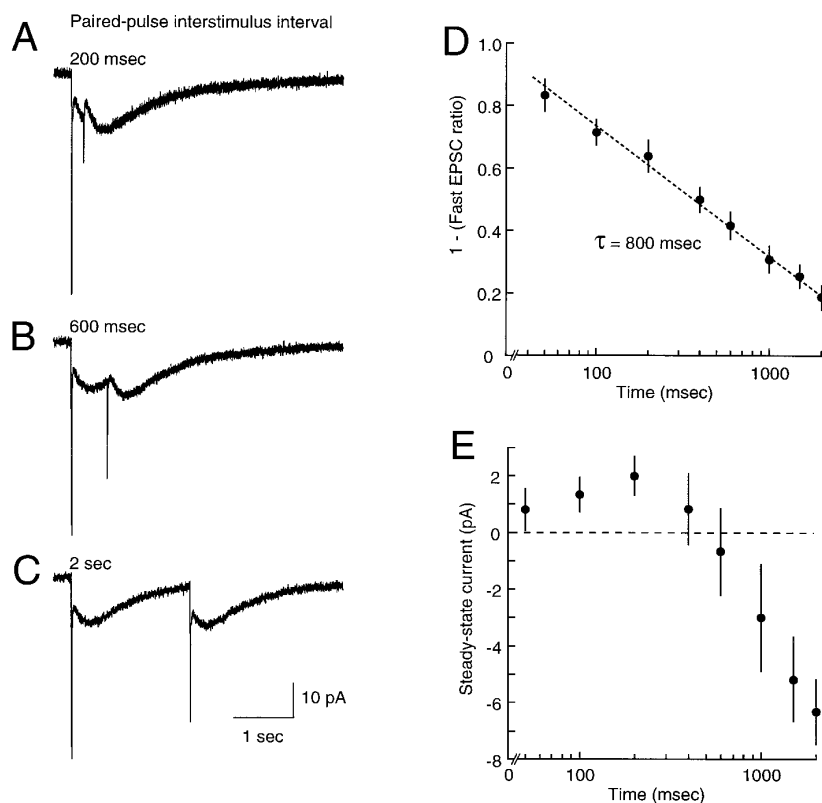 Paired-pulse interstimulus interval
A
200 msec
B
600 msec
C
2 sec
10 pA
1 sec
D
1.0
0.8
0.6
0.4
0.2
0
1 - (Fast EPSC ratio)
τ = 800 msec
0 100 1000
Time (msec)
E
2
0
-2
-4
-6
-8
Steady-state current (pA)
0 100 1000
Time (msec)